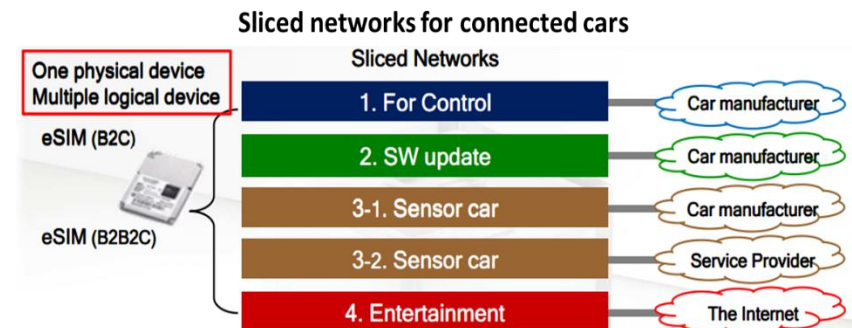 Sliced networks for connected cars
Sliced Networks
One physical device
Multiple logical device
eSIM (B2C)
eSIM (B2B2C)
1. For Control
Car manufacturer
2. SW update
Car manufacturer
3-1. Sensor car
Car manufacturer
3-2. Sensor car
Service Provider
4. Entertainment
The Internet